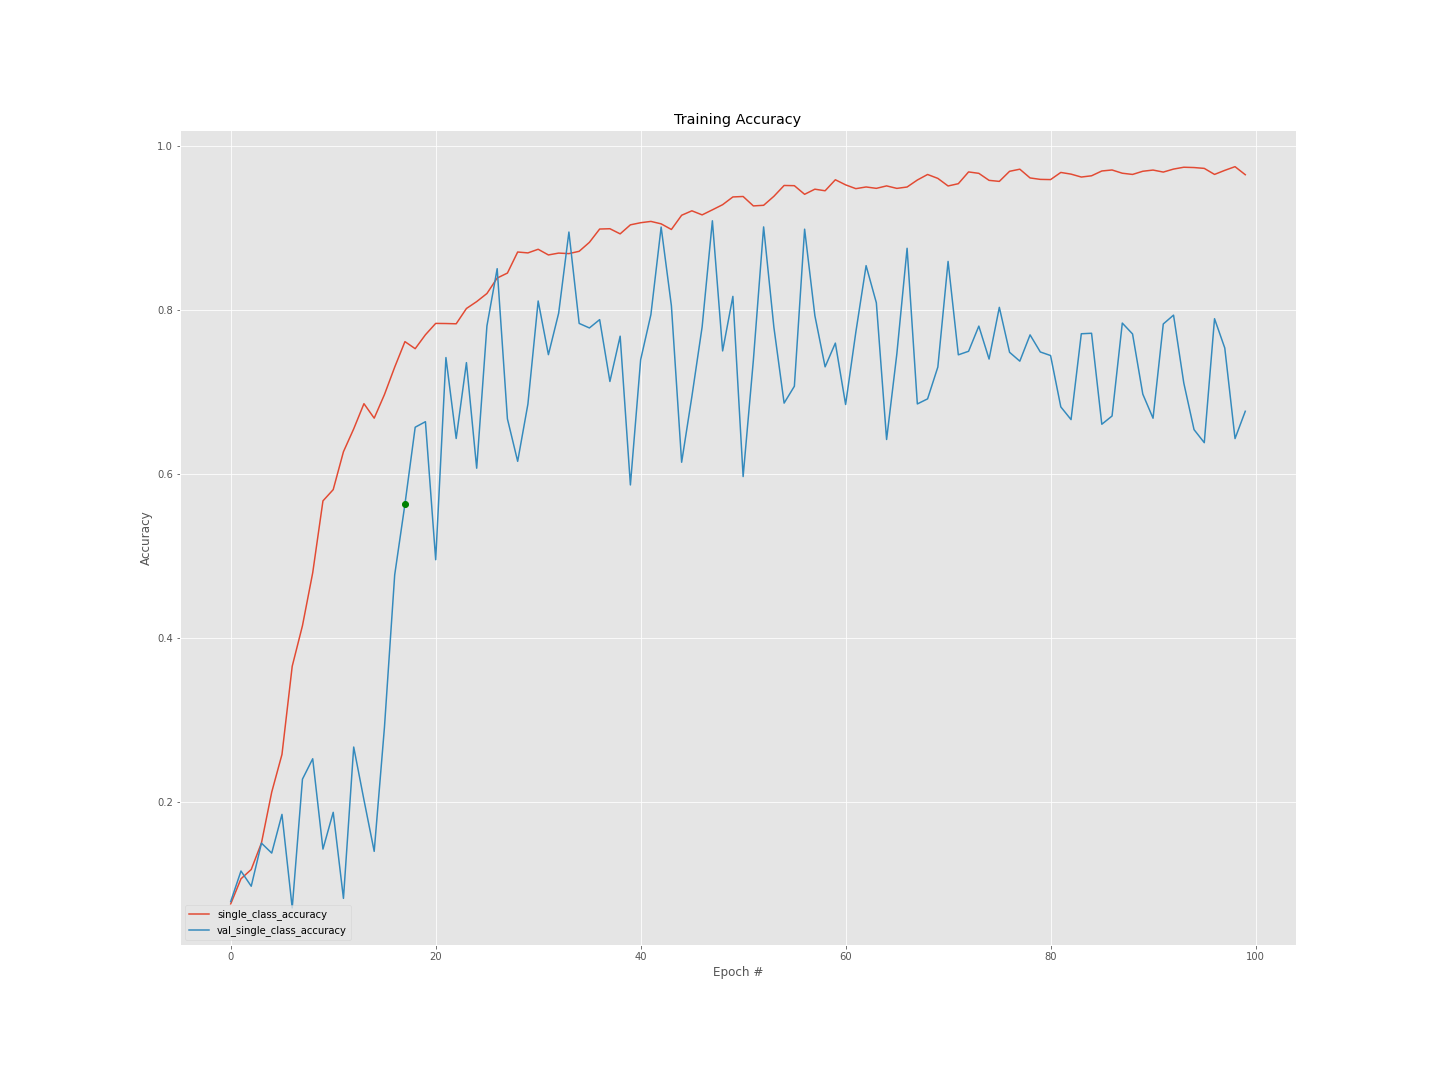 Training Accuracy
1.0
0.8
0.6
0.4
0.2
Accuracy
single_class_accuracy
val_single_class_accuracy
0 20 40 60 80 100
Epoch #